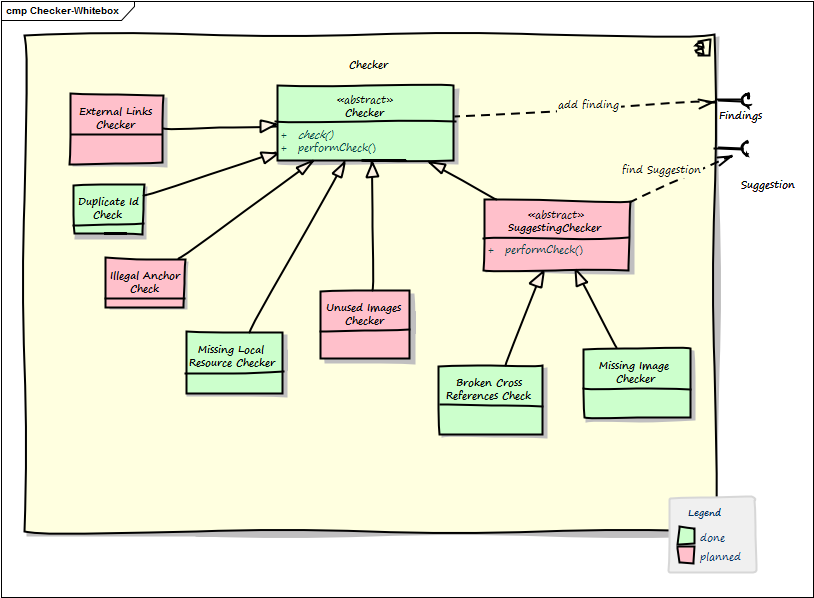 cmp Checker-Whitebox
Checker
«abstract»
Checker
+ check()
+ performCheck()
External Links
Checker
add finding
Findings
find Suggestion
Suggestion
Duplicate Id
Check
«abstract»
SuggestingChecker
+ performCheck()
Illegal Anchor
Check
Unused Images
Checker
Missing Local
Resource Checker
Broken Cross
References Check
Missing Image
Checker
Legend
done
planned